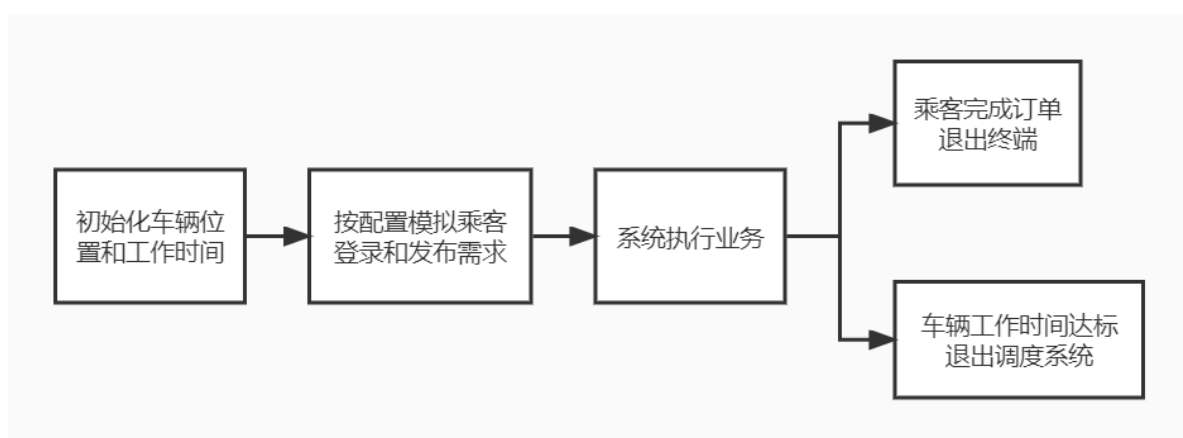 初始化车辆位
置和工作时间
按配置模拟乘客
登录和发布需求
系统执行业务
乘客完成订单
退出终端
车辆工作时间达标
退出调度系统